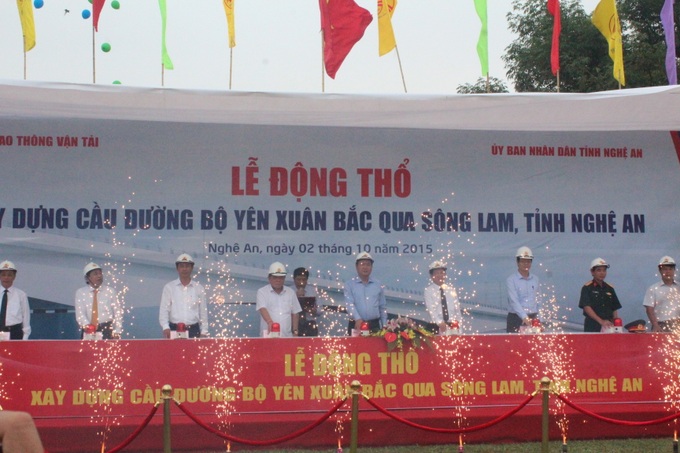 AO THÔNG VẬN TẢI
ỦY BAN NHÂN DÂN TỈNH NGHỆ AN
LỄ ĐỘNG THỔ
Y DỰNG CẦU ĐƯỜNG BỘ YÊN XUÂN BẮC QUA SÔNG LAM, TỈNH NGHỆ AN
Nghệ An, ngày 02 tháng 10 năm 2015
LỄ ĐỘNG THỔ
XÂY DỰNG CẦU ĐƯỜNG BỘ YÊN XUÂN BẮC QUA SÔNG LAM, TỈNH NGHỆ AN